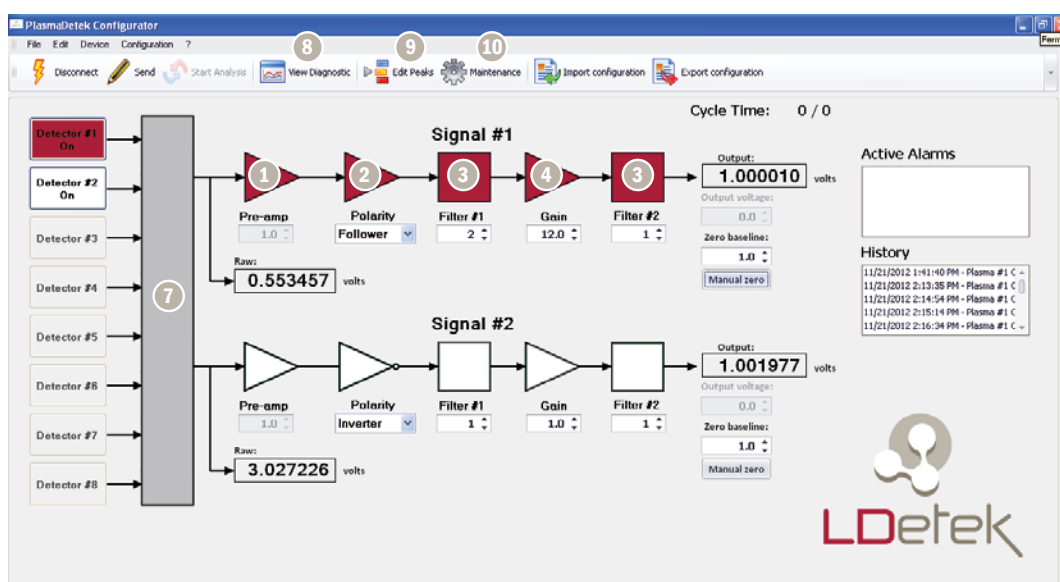 PlasmaDetek Configurator
Ferm
File Edit Device Configuration ?
8 9 10
Disconnect Send Start Analysis View Diagnostic Edit Peaks Maintenance Import configuration Export configuration
Cycle Time: 0 / 0
Detector #1
On
Detector #2
On
Detector #3
Detector #4
Detector #5
Detector #6
Detector #7
Detector #8
7
Signal #1
1 2 3 4 3
Pre-amp
1.0
Polarity
Follower
Filter #1
2
Gain
12.0
Filter #2
1
Output:
1.000010 volts
Output voltage:
0.0
Zero baseline:
1.0
Manual zero
Raw:
0.553457 volts
Signal #2
Pre-amp
1.0
Polarity
Inverter
Filter #1
1
Gain
1.0
Filter #2
1
Output:
1.001977 volts
Output voltage:
0.0
Zero baseline:
1.0
Manual zero
Raw:
3.027226 volts
Active Alarms
History
11/21/2012 1:41:40 PM - Plasma #1 C
11/21/2012 2:13:35 PM - Plasma #1 C
11/21/2012 2:14:54 PM - Plasma #1 C
11/21/2012 2:15:14 PM - Plasma #1 C
11/21/2012 2:16:34 PM - Plasma #1 C
LDetek